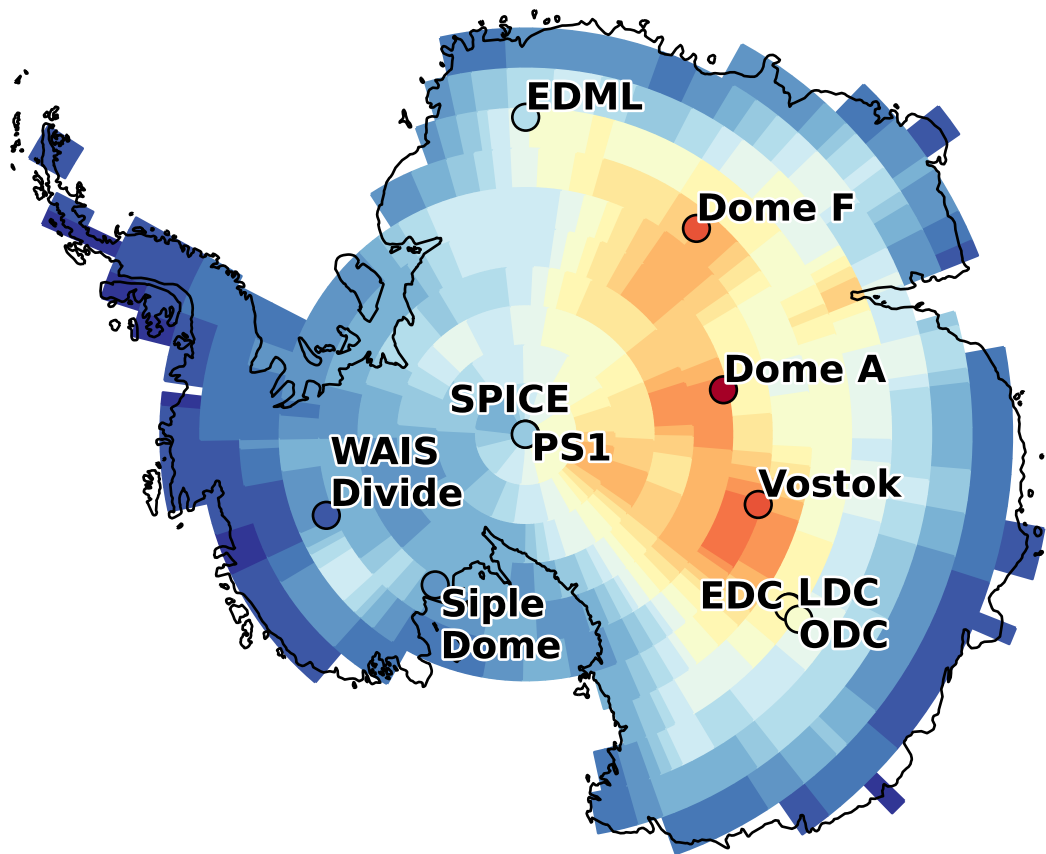 EDML
Dome F
Dome A
SPICE
PS1
WAIS
Divide
Vostok
EDC
LDC
ODC
Siple
Dome